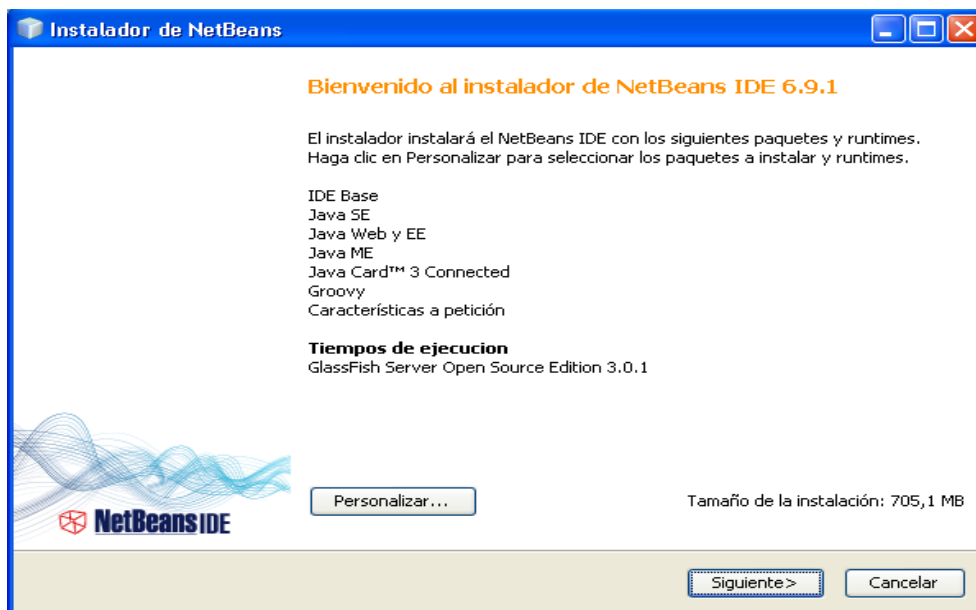 Instalador de NetBeans
Bienvenido al instalador de NetBeans IDE 6.9.1
El instalador instalará el NetBeans IDE con los siguientes paquetes y runtimes.
Haga clic en Personalizar para seleccionar los paquetes a instalar y runtimes.
IDE Base
Java SE
Java Web y EE
Java ME
Java Card™ 3 Connected
Groovy
Características a petición
Tiempos de ejecucion
GlassFish Server Open Source Edition 3.0.1
NetBeans IDE
Personalizar...
Tamaño de la instalación: 705,1 MB
Siguiente>
Cancelar